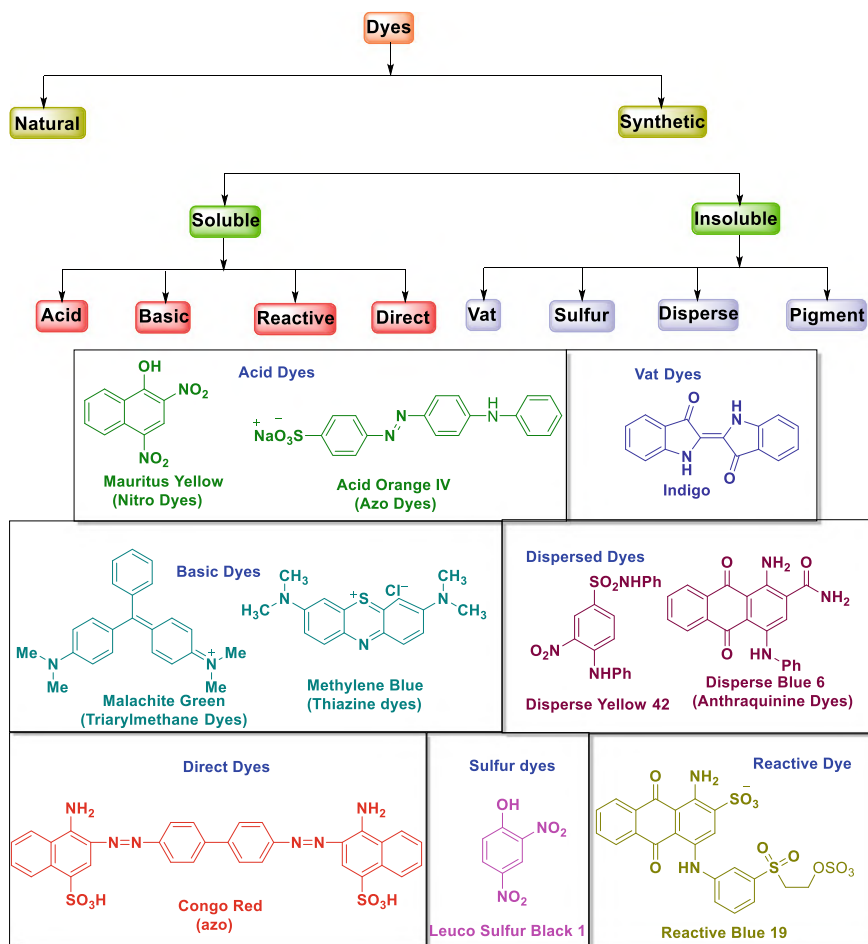 Dyes
Natural
Synthetic
Soluble
Insoluble
Acid
Basic
Reactive
Direct
Vat
Sulfur
Disperse
Pigment
Acid Dyes
OH
NO2
NO2
Mauritus Yellow
(Nitro Dyes)
+ −
NaO3S
N
N
H
N
Acid Orange IV
(Azo Dyes)
Vat Dyes
O
H
N
N
H
O
Indigo
Basic Dyes
Me
N
Me
+
N
Me
Me
Malachite Green
(Triarylmethane Dyes)
CH3
N
H3C
+
S
Cl−
N
CH3
N
CH3
Methylene Blue
(Thiazine dyes)
Dispersed Dyes
SO2NHPh
O2N
NHPh
Disperse Yellow 42
O
NH2
O
NH2
O
HN
Ph
Disperse Blue 6
(Anthraquinine Dyes)
Direct Dyes
NH2
N=N
N=N
NH2
SO3H
SO3H
Congo Red
(azo)
Sulfur dyes
OH
NO2
NO2
Leuco Sulfur Black 1
Reactive Dye
O
NH2
−
SO3
O
HN
O
S
O
OSO3
Reactive Blue 19